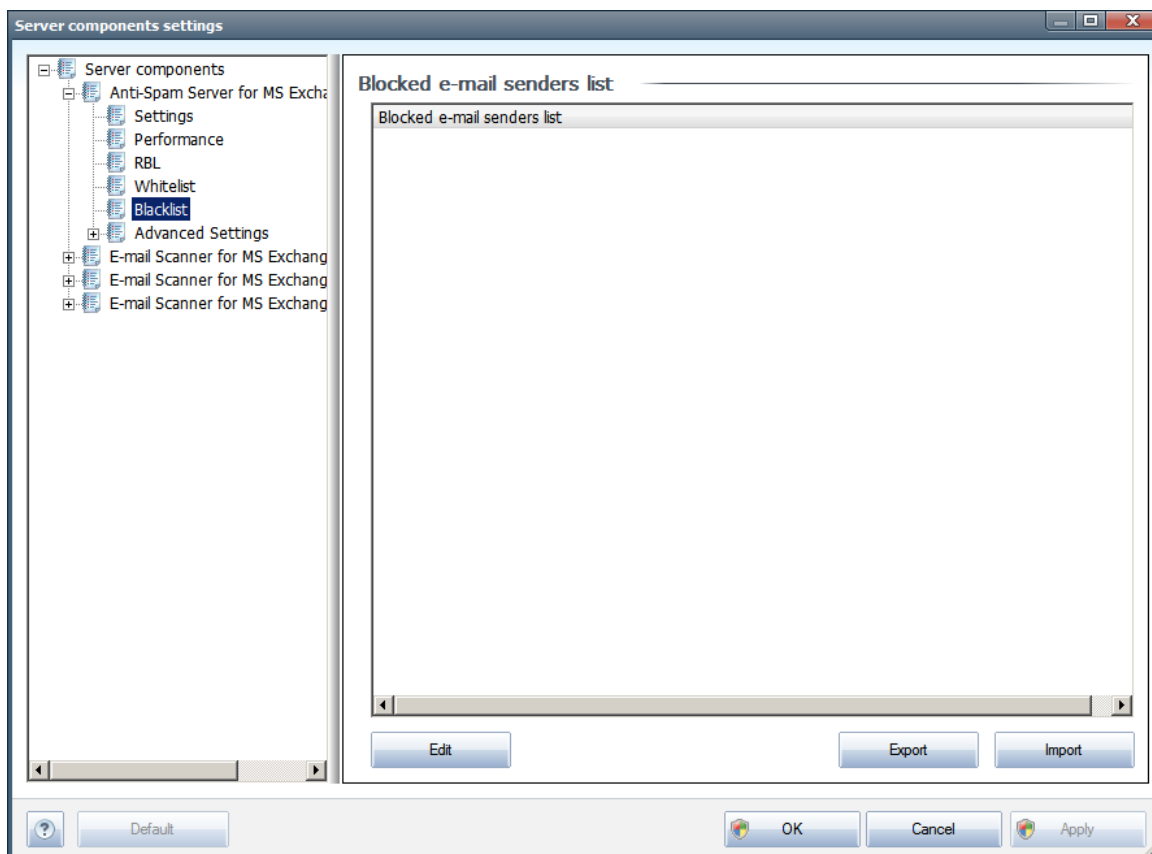 Server components settings
Server components
Anti-Spam Server for MS Excha
Settings
Performance
RBL
Whitelist
Blacklist
Advanced Settings
E-mail Scanner for MS Exchang
E-mail Scanner for MS Exchang
E-mail Scanner for MS Exchang
Blocked e-mail senders list
Blocked e-mail senders list
Edit
Export
Import
?
Default
OK
Cancel
Apply